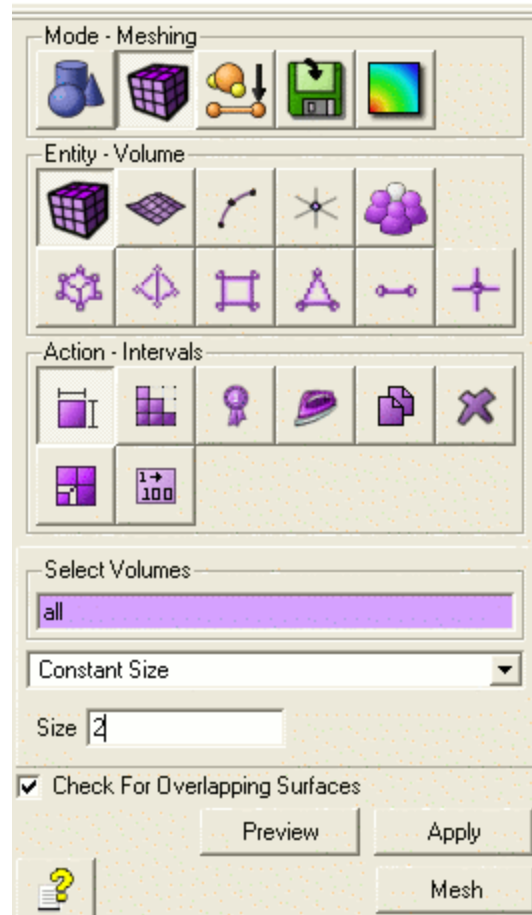 Mode - Meshing
Entity - Volume
Action - Intervals
1→
100
Select Volumes
all
Constant Size
Size 2
Check For Overlapping Surfaces
Preview Apply
Mesh